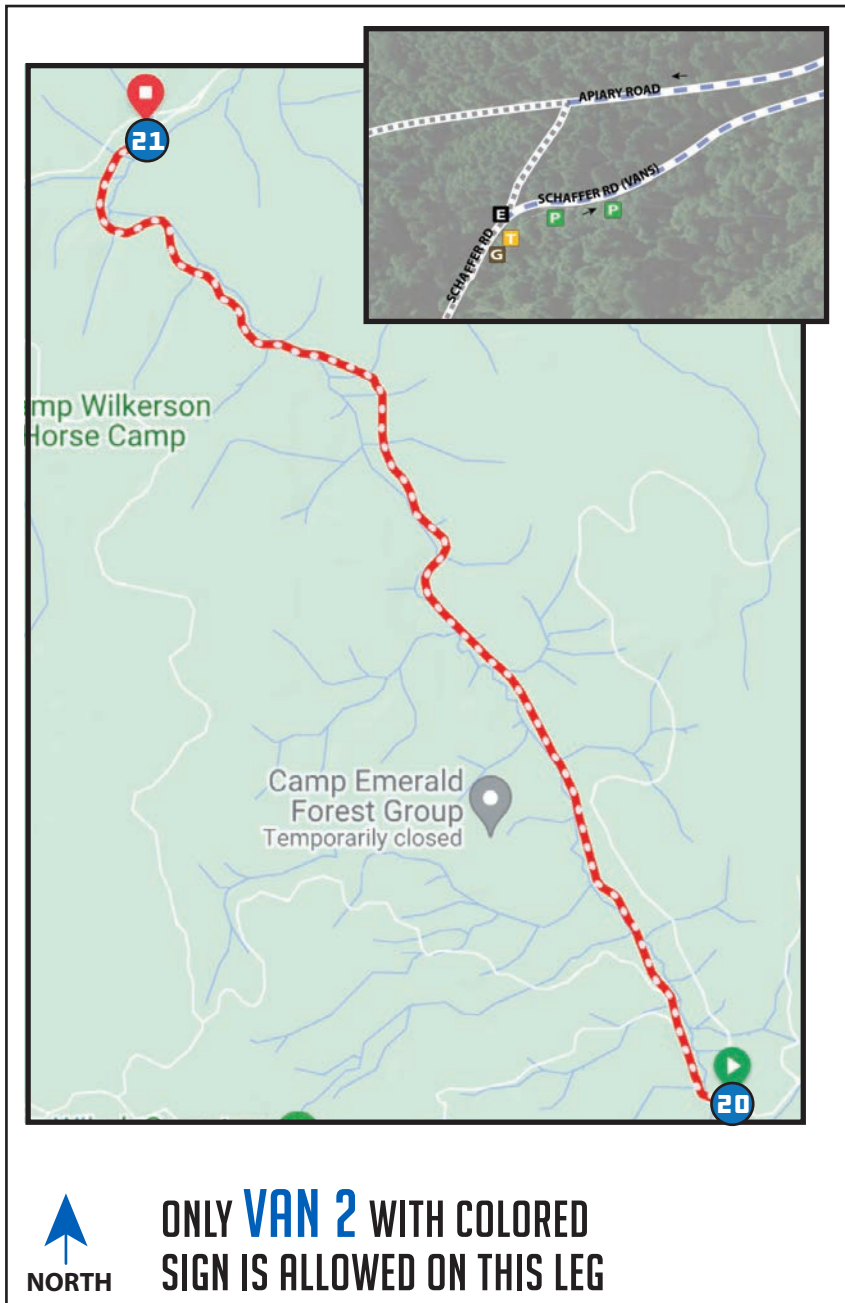 21
APIARY ROAD
SCHAFFER RD (VANS)
E
P
P
SCHAFFER RD
T
G
mp Wilkerson
Horse Camp
Camp Emerald
Forest Group
Temporarily closed
20
NORTH
ONLY VAN 2 WITH COLORED
SIGN IS ALLOWED ON THIS LEG